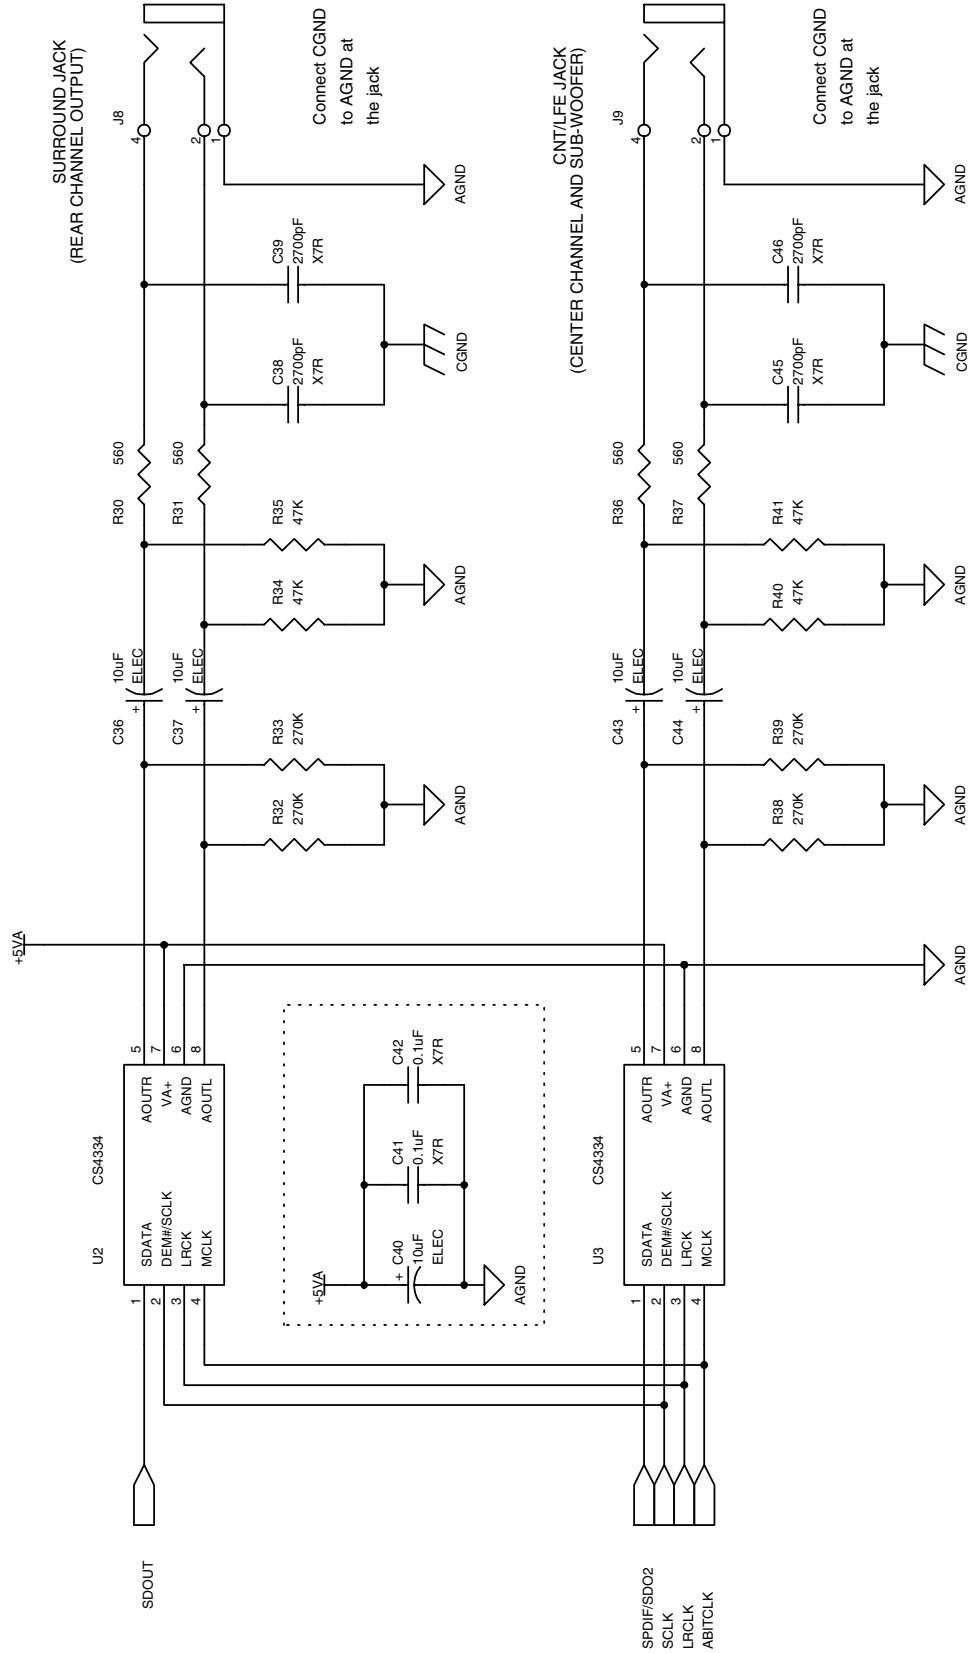 SURROUND JACK
(REAR CHANNEL OUTPUT)
J8
4
2
1
Connect CGND
to AGND at
the jack
AGND
C39
2700pF
X7R
C38
2700pF
X7R
CGND
R30
560
R31
560
R35
47K
R34
47K
AGND
C36
+
10uF
ELEC
C37
+
10uF
ELEC
R33
270K
R32
270K
AGND
+5VA
U2
CS4334
SDATA
DEM#/SCLK
LRCK
MCLK
AOUTR
VA+
AGND
AOUTL
1
2
3
4
5
7
6
8
SDOUT
+5VA
+
C40
10uF
ELEC
C41
0.1uF
X7R
C42
0.1uF
X7R
AGND
CNT/LFE JACK
(CENTER CHANNEL AND SUB-WOOFER)
J9
4
2
1
Connect CGND
to AGND at
the jack
AGND
C46
2700pF
X7R
C45
2700pF
X7R
CGND
R36
560
R37
560
R41
47K
R40
47K
AGND
C43
+
10uF
ELEC
C44
+
10uF
ELEC
R39
270K
R38
270K
AGND
AGND
U3
CS4334
SDATA
DEM#/SCLK
LRCK
MCLK
AOUTR
VA+
AGND
AOUTL
1
2
3
4
5
7
6
8
SPDIF/SDO2
SCLK
LRCLK
ABITCLK